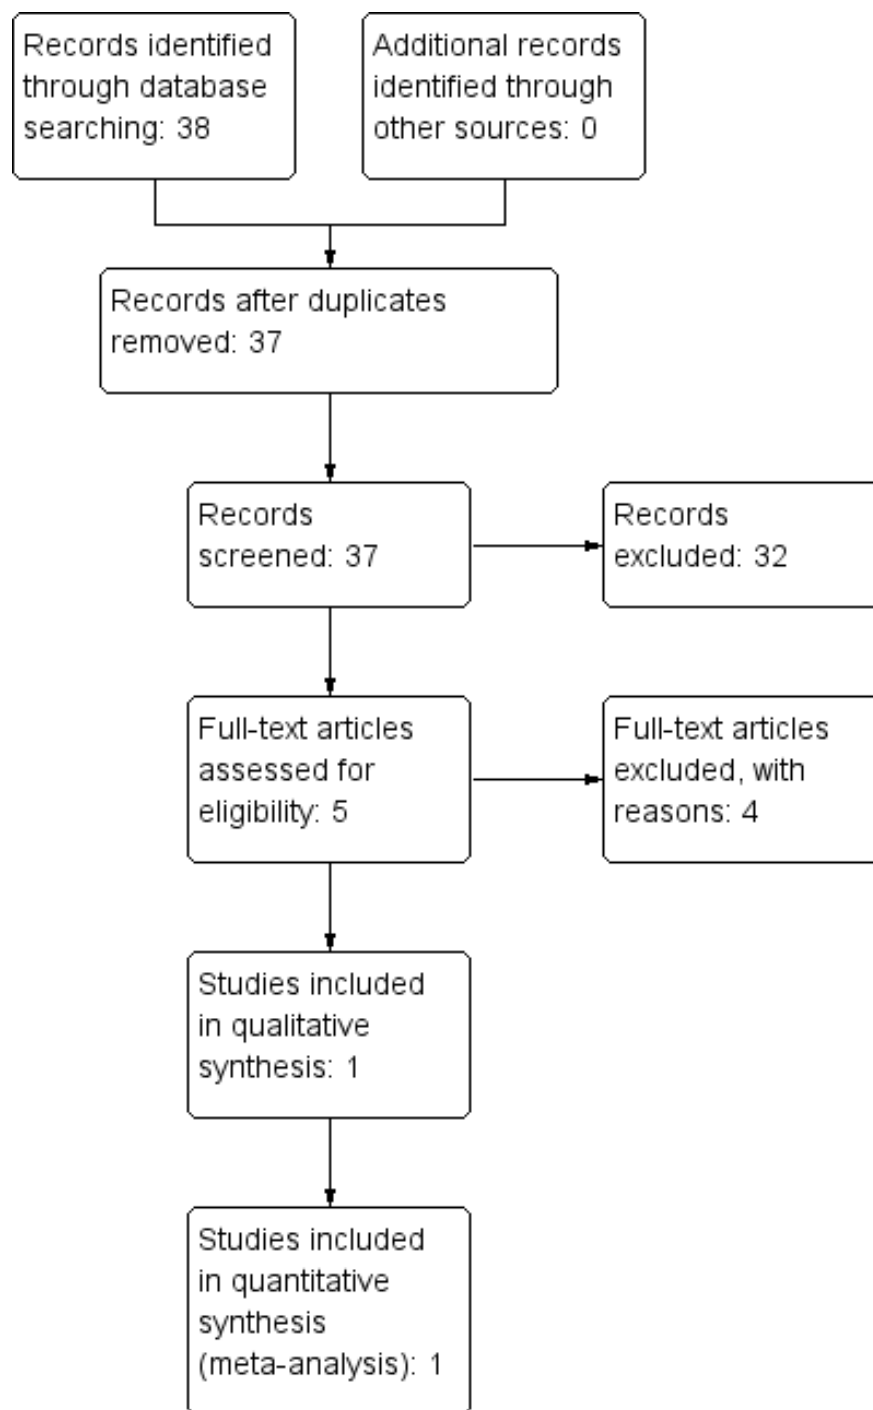 Records identified
through database
searching: 38
Additional records
identified through
other sources: 0
Records after duplicates
removed: 37
Records
screened: 37
Records
excluded: 32
Full-text articles
assessed for
eligibility: 5
Full-text articles
excluded, with
reasons: 4
Studies included
in qualitative
synthesis: 1
Studies included
in quantitative
synthesis
(meta-analysis): 1